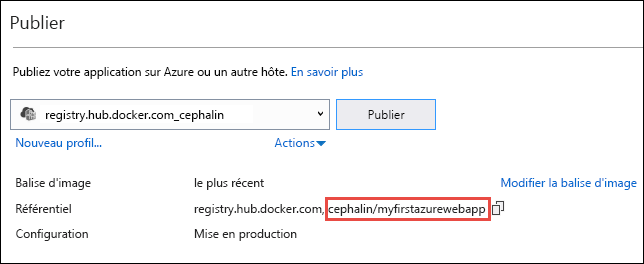 Publier
Publiez votre application sur Azure ou un autre hôte. En savoir plus
registry.hub.docker.com_cephalin
Publier
Nouveau profil... Actions
Balise d'image le plus récent Modifier la balise d'image
Référentiel registry.hub.docker.com, cephalin/myfirstazurewebapp
Configuration Mise en production